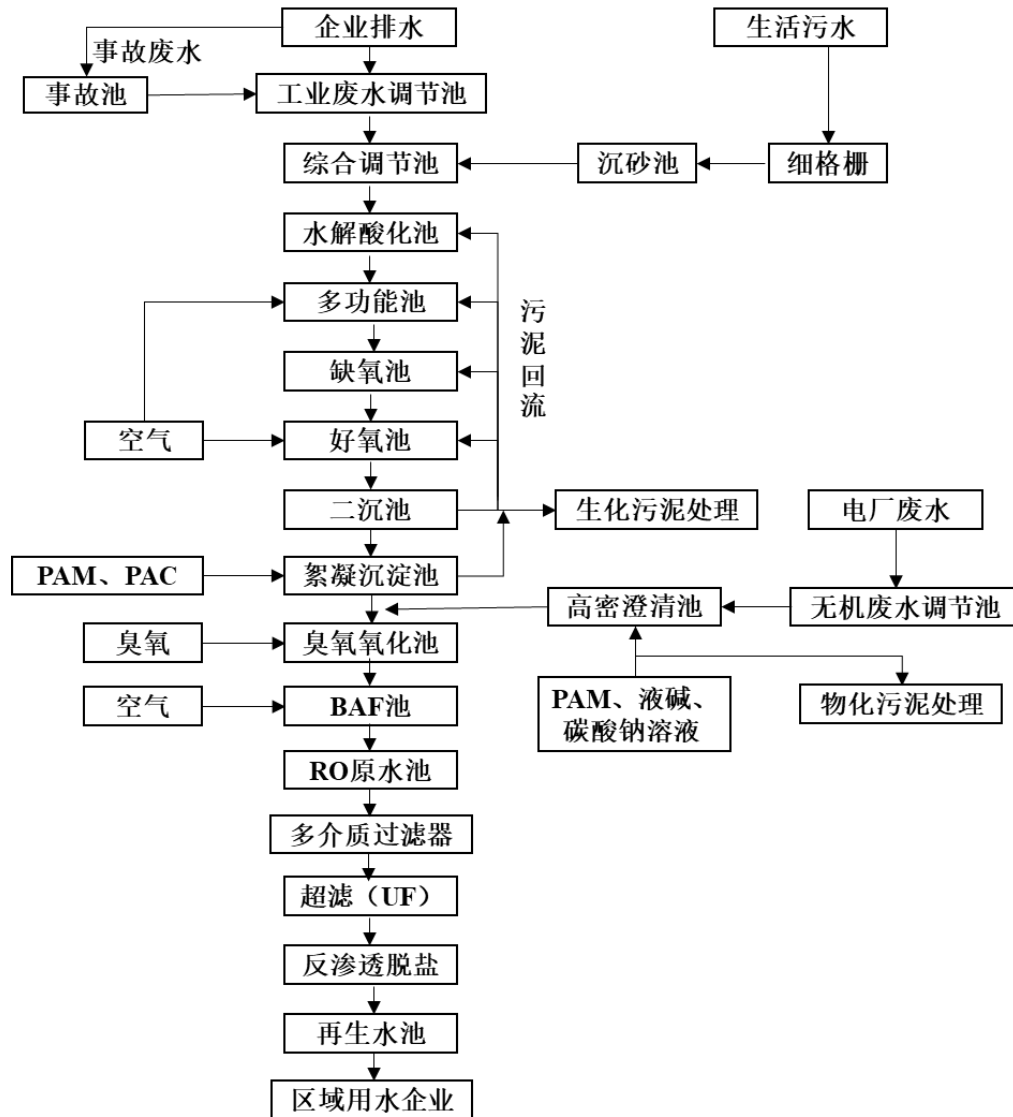 企业排水
生活污水
事故废水
事故池
工业废水调节池
综合调节池
沉砂池
细格栅
水解酸化池
多功能池
污
泥
回
流
缺氧池
空气
好氧池
二沉池
生化污泥处理
电厂废水
PAM、PAC
絮凝沉淀池
高密澄清池
无机废水调节池
臭氧
臭氧氧化池
空气
BAF池
PAM、液碱、
碳酸钠溶液
物化污泥处理
RO原水池
多介质过滤器
超滤（UF）
反渗透脱盐
再生水池
区域用水企业